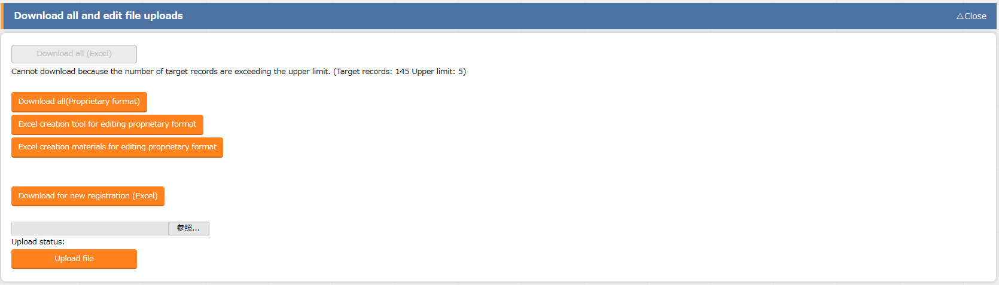 Download all and edit file uploads
△Close
Download all (Excel)
Cannot download because the number of target records are exceeding the upper limit. (Target records: 145 Upper limit: 5)
Download all(Proprietary format)
Excel creation tool for editing proprietary format
Excel creation materials for editing proprietary format
Download for new registration (Excel)
参照...
Upload status:
Upload file